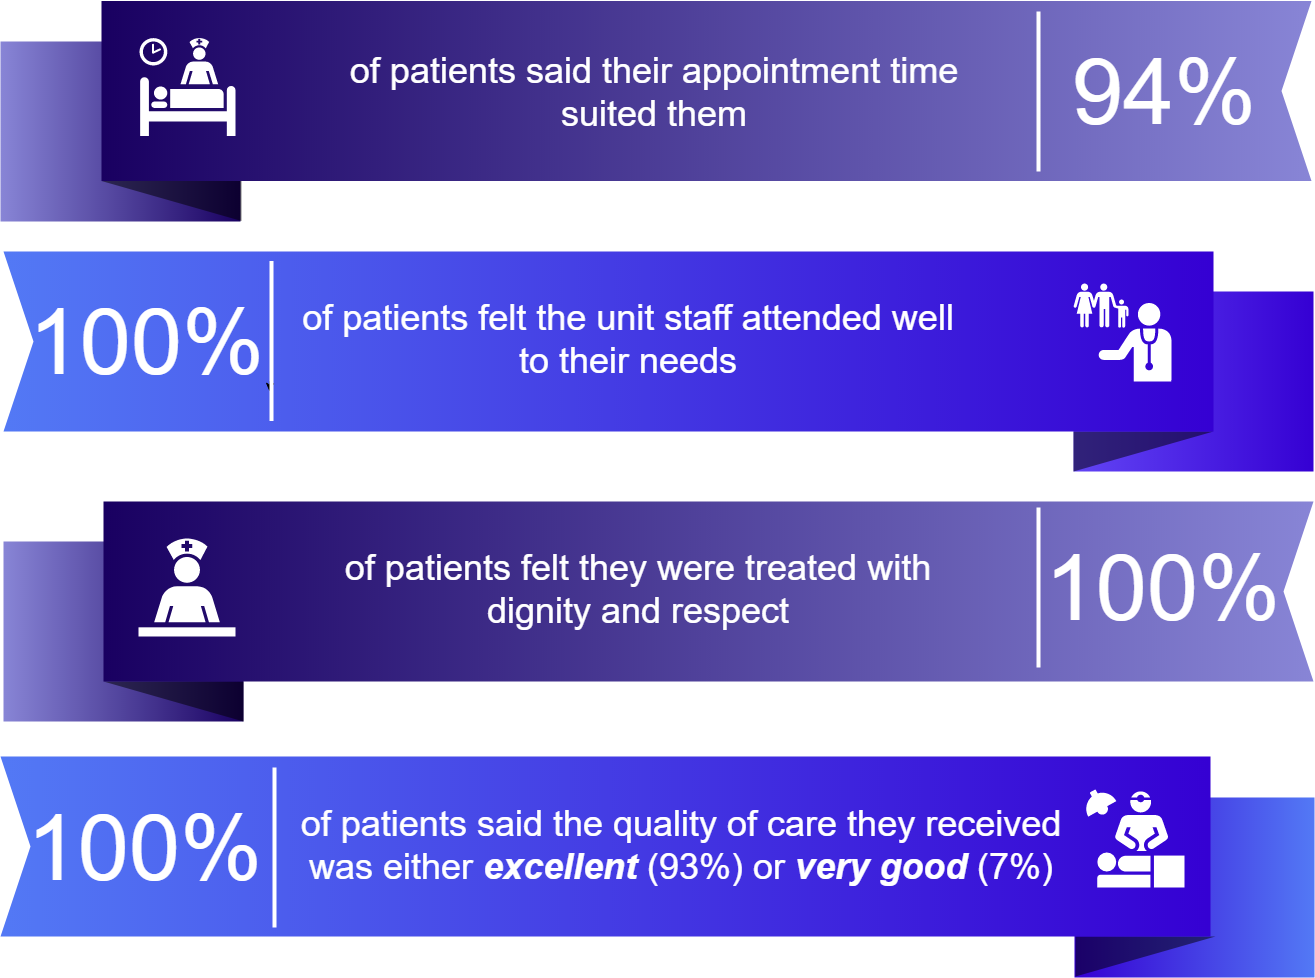 of patients said their appointment time
suited them
94%
100%
of patients felt the unit staff attended well
to their needs
of patients felt they were treated with
dignity and respect
100%
100%
of patients said the quality of care they received
was either excellent (93%) or very good (7%)